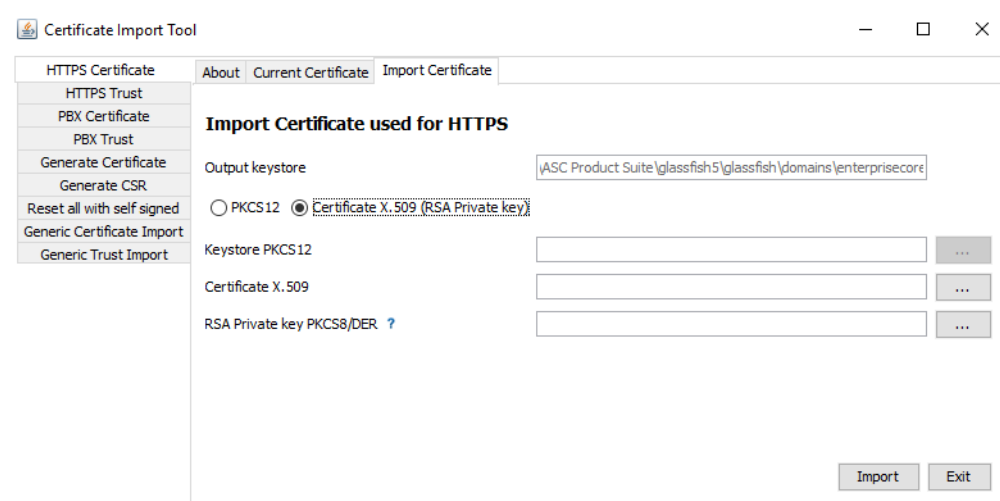 Certificate Import Tool
HTTPS Certificate
HTTPS Trust
PBX Certificate
PBX Trust
Generate Certificate
Generate CSR
Reset all with self signed
Generic Certificate Import
Generic Trust Import
About Current Certificate Import Certificate
Import Certificate used for HTTPS
Output keystore \ASC Product Suite\glassfish5\glassfish\domains\enterprisecore
PKCS12 Certificate X.509 (RSA Private key)
Keystore PKCS12 ...
Certificate X.509 ...
RSA Private key PKCS8/DER ? ...
Import Exit